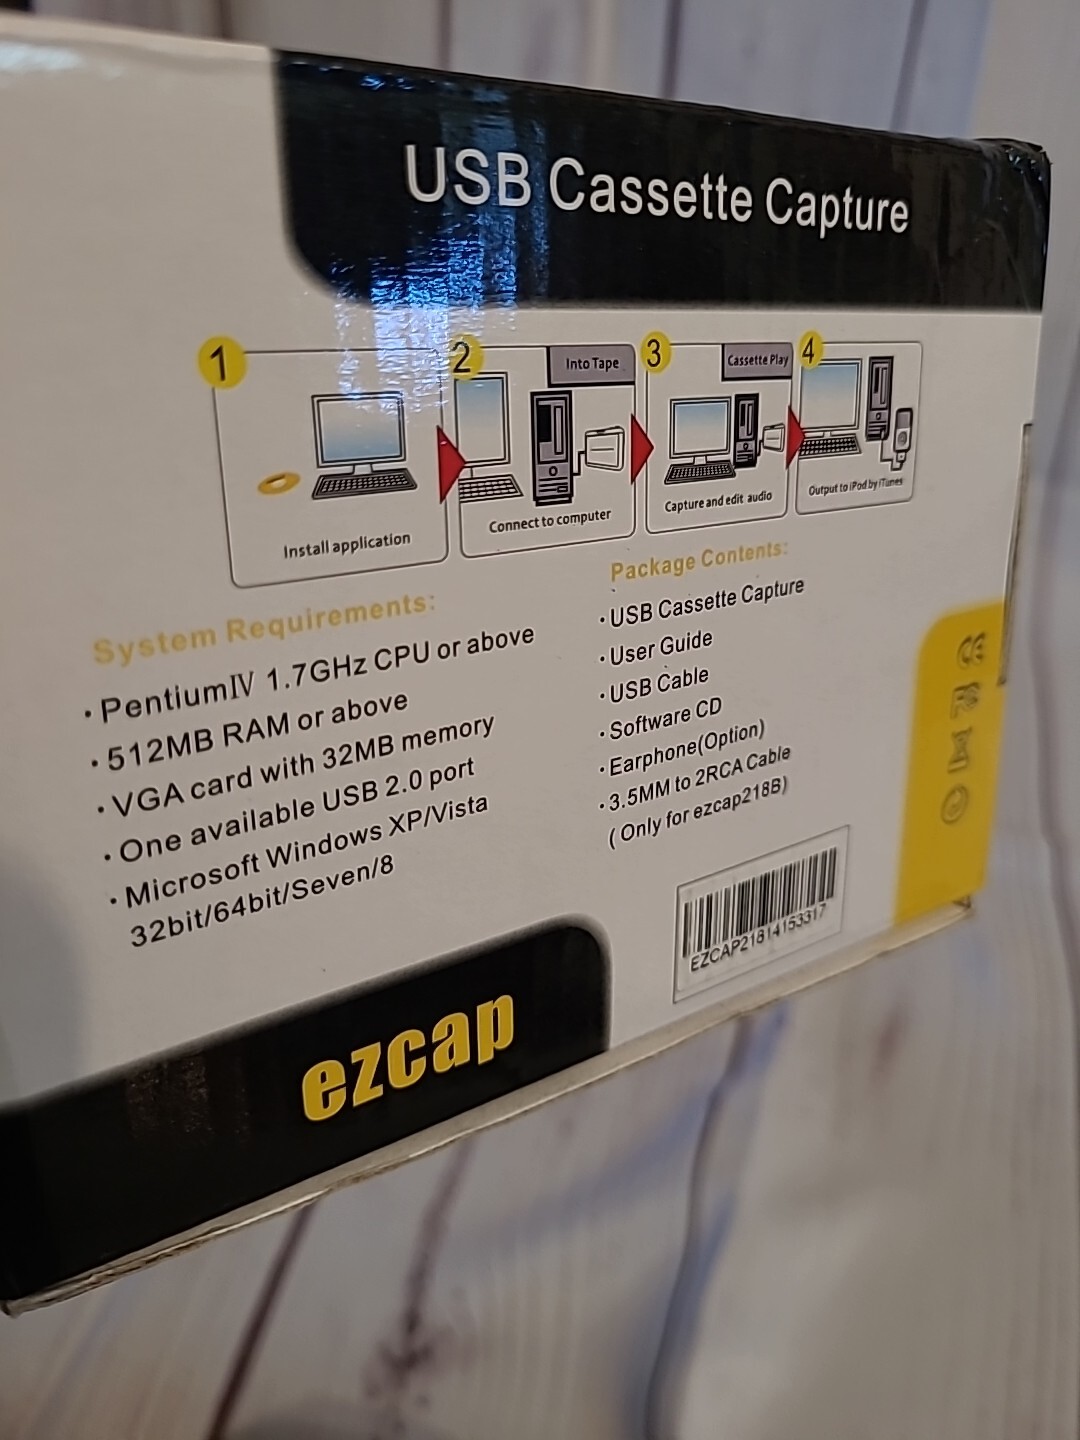 USB Cassette Capture
1
Install application
2
Into Tape
Connect to computer
3
Cassette Play
Capture and edit audio
4
Output to iPod by iTunes
System Requirements:
· PentiumⅣ 1.7GHz CPU or above
· 512MB RAM or above
· VGA card with 32MB memory
· One available USB 2.0 port
· Microsoft Windows XP/Vista
32bit/64bit/Seven/8
Package Contents:
· USB Cassette Capture
· User Guide
· USB Cable
· Software CD
· Earphone(Option)
· 3.5MM to 2RCA Cable
( Only for ezcap218B)
EZCAP21814153317
CE
ezcap